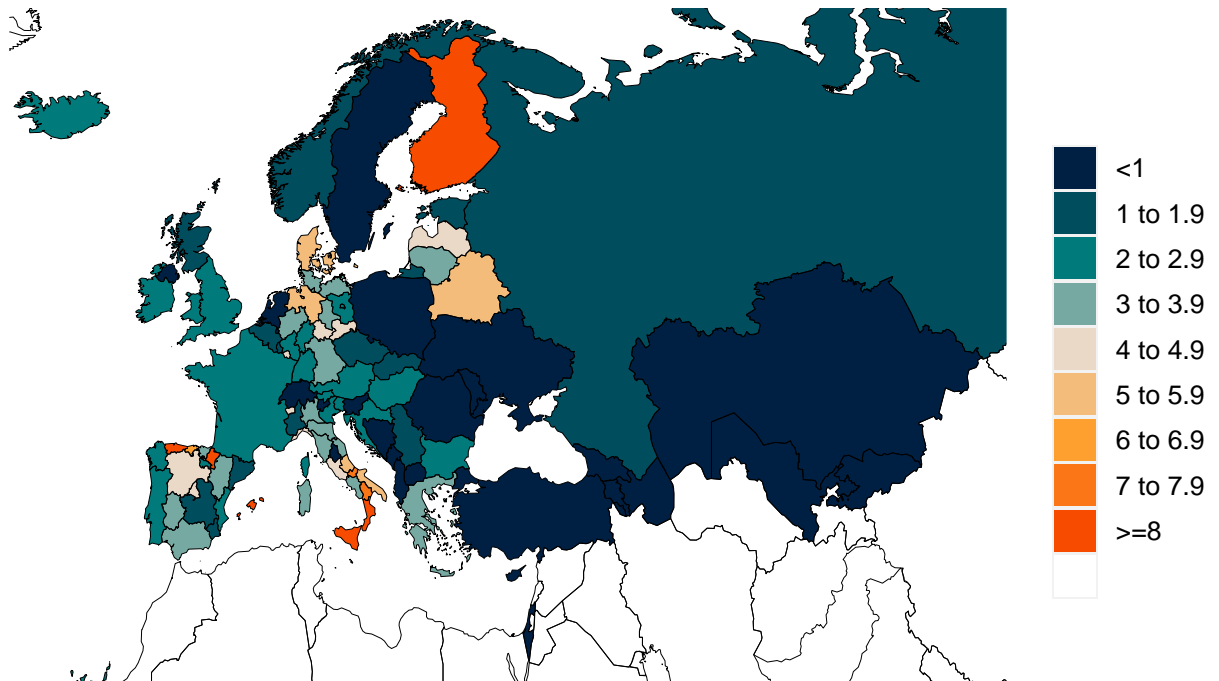 <1
1 to 1.9
2 to 2.9
3 to 3.9
4 to 4.9
5 to 5.9
6 to 6.9
7 to 7.9
>=8